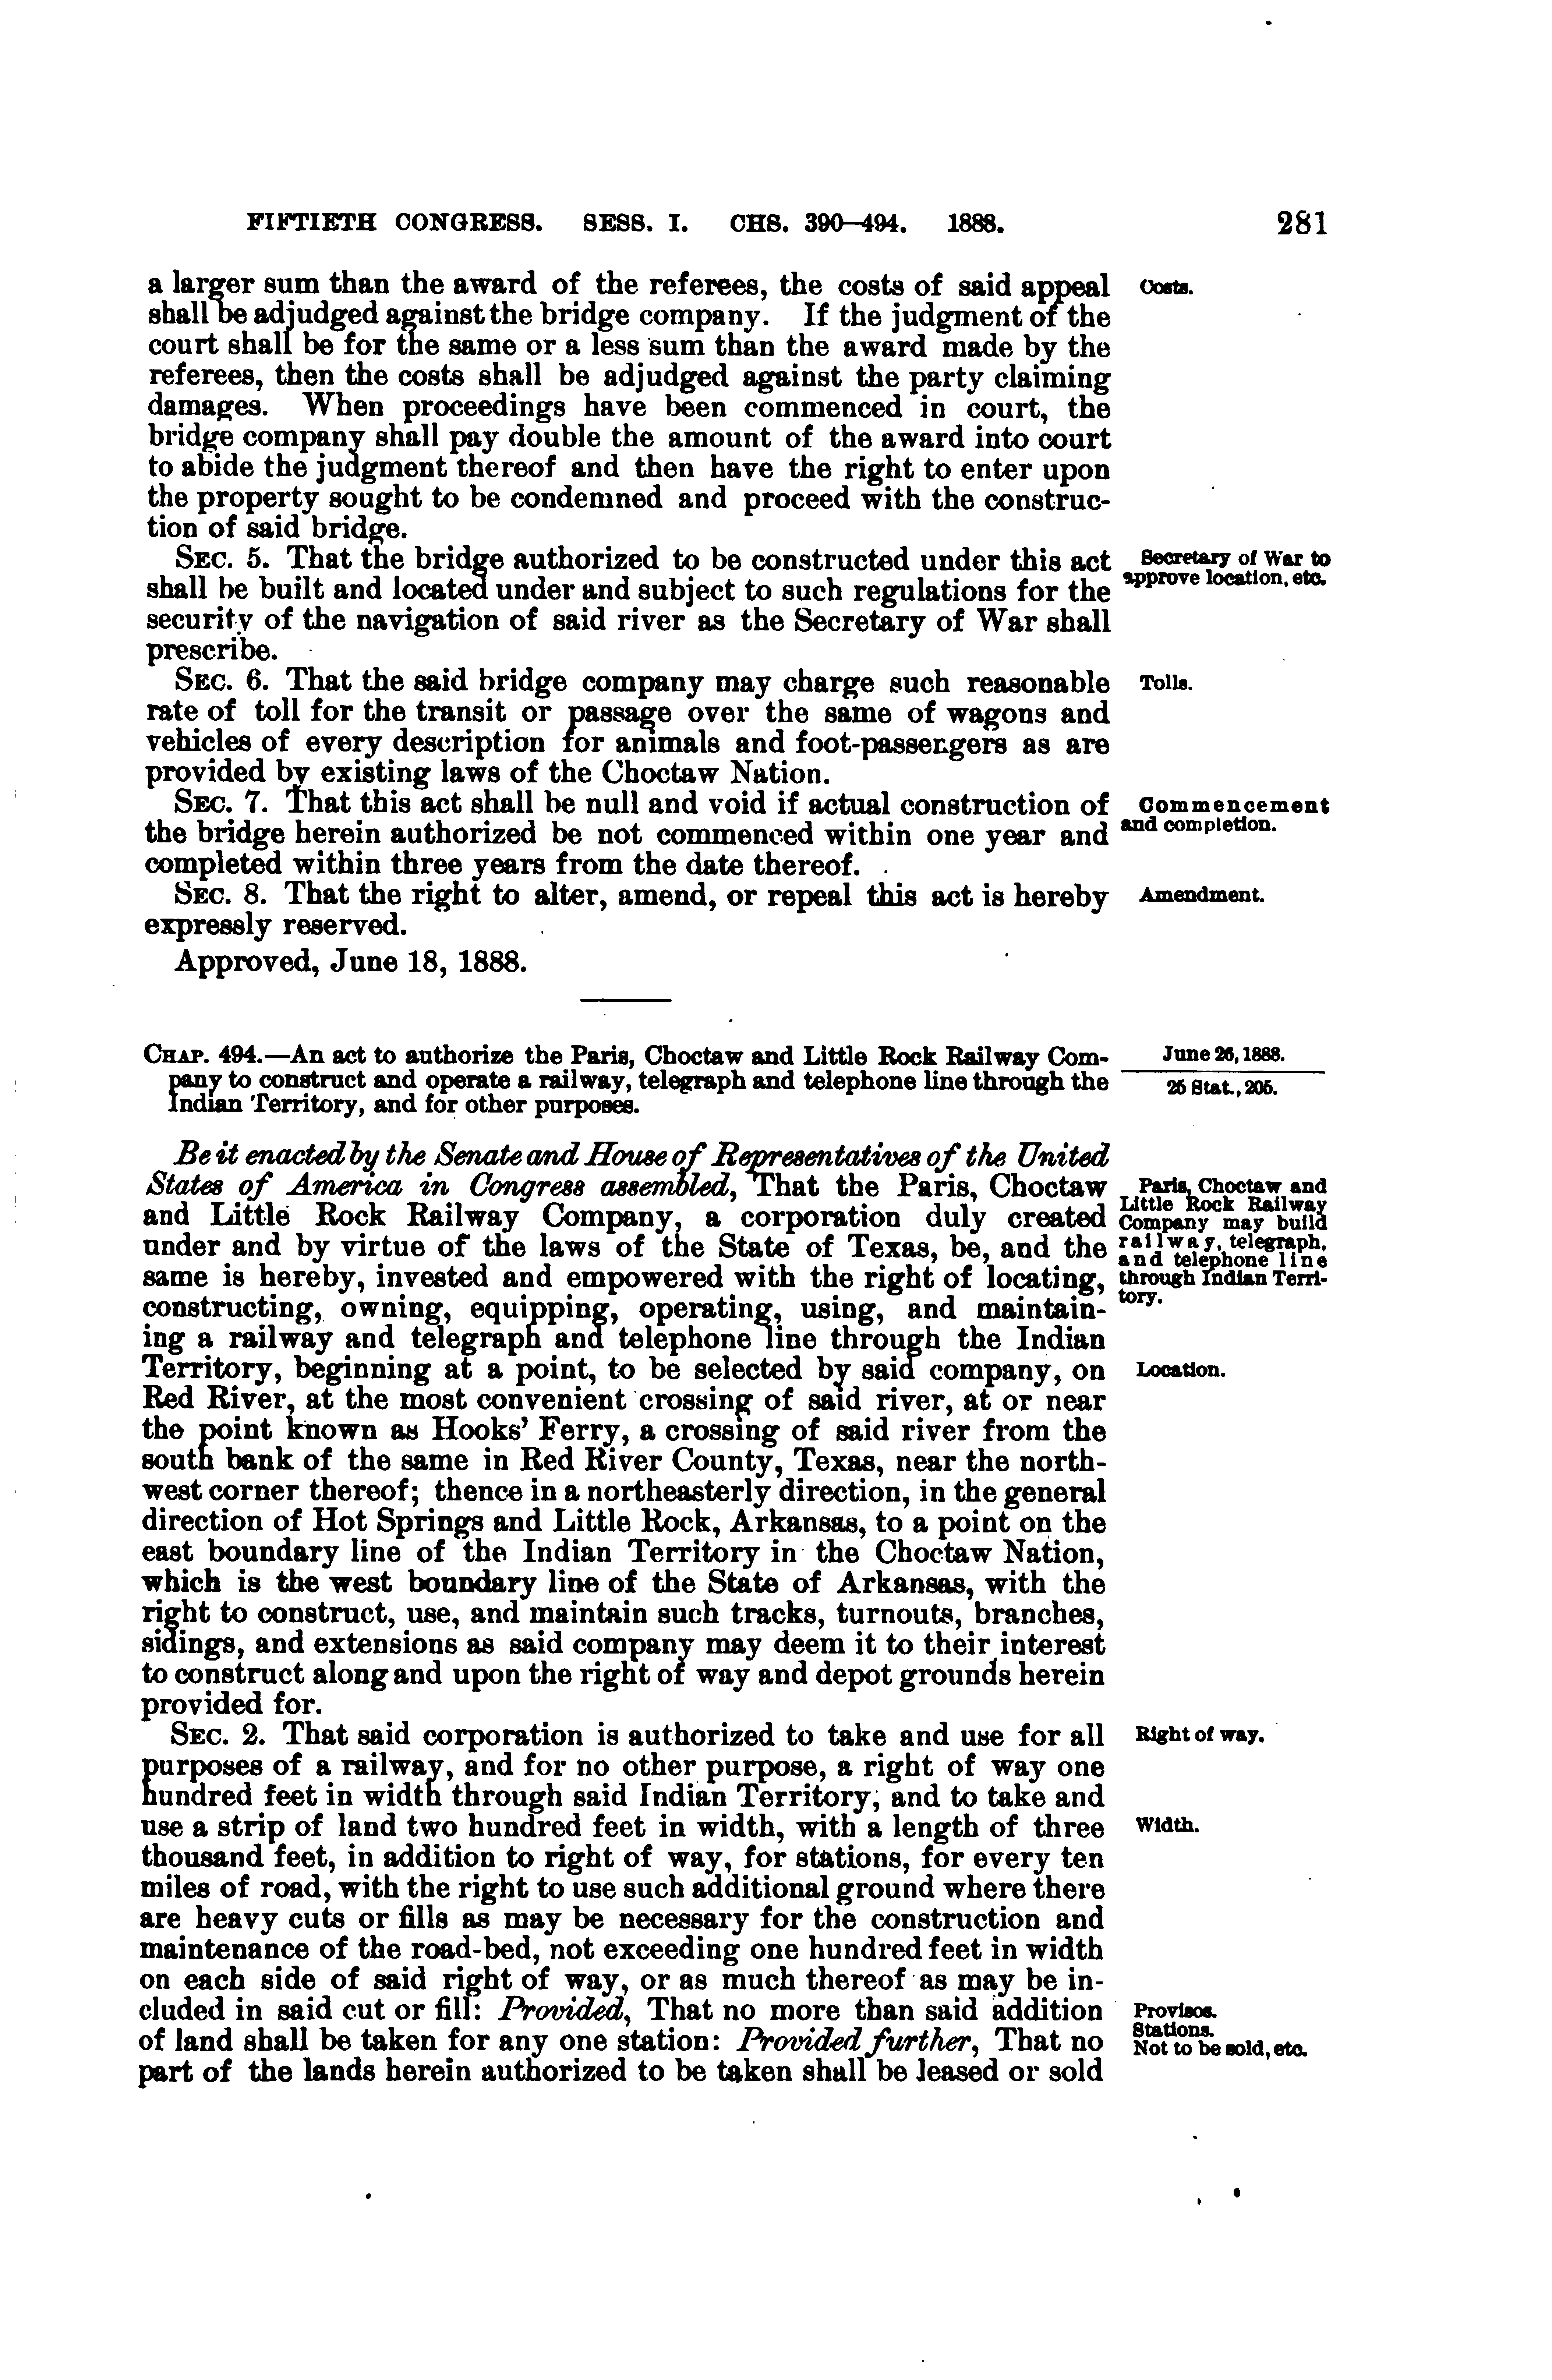 FIFTIETH CONGRESS. SESS. I. CHS. 390–494. 1888. 281
a larger sum than the award of the referees, the costs of said appeal
shall be adjudged against the bridge company. If the judgment of the
court shall be for the same or a less sum than the award made by the
referees, then the costs shall be adjudged against the party claiming
damages. When proceedings have been commenced in court, the
bridge company shall pay double the amount of the award into court
to abide the judgment thereof and then have the right to enter upon
the property sought to be condemned and proceed with the construc-
tion of said bridge.
Costs.
SEC. 5. That the bridge authorized to be constructed under this act
shall be built and located under and subject to such regulations for the
security of the navigation of said river as the Secretary of War shall
prescribe.
Secretary of War to
approve location, etc.
SEC. 6. That the said bridge company may charge such reasonable
rate of toll for the transit or passage over the same of wagons and
vehicles of every description for animals and foot-passengers as are
provided by existing laws of the Choctaw Nation.
Tolls.
SEC. 7. That this act shall be null and void if actual construction of
the bridge herein authorized be not commenced within one year and
completed within three years from the date thereof.
Commencement
and completion.
SEC. 8. That the right to alter, amend, or repeal this act is hereby
expressly reserved.
Amendment.
Approved, June 18, 1888.
CHAP. 494.—An act to authorize the Paris, Choctaw and Little Rock Railway Com-
pany to construct and operate a railway, telegraph and telephone line through the
Indian Territory, and for other purposes.
June 26, 1888.
25 Stat., 205.
Be it enacted by the Senate and House of Representatives of the United
States of America in Congress assembled, That the Paris, Choctaw
and Little Rock Railway Company, a corporation duly created
under and by virtue of the laws of the State of Texas, be, and the
same is hereby, invested and empowered with the right of locating,
constructing, owning, equipping, operating, using, and maintain-
ing a railway and telegraph and telephone line through the Indian
Territory, beginning at a point, to be selected by said company, on
Red River, at the most convenient crossing of said river, at or near
the point known as Hooks' Ferry, a crossing of said river from the
south bank of the same in Red River County, Texas, near the north-
west corner thereof; thence in a northeasterly direction, in the general
direction of Hot Springs and Little Rock, Arkansas, to a point on the
east boundary line of the Indian Territory in the Choctaw Nation,
which is the west boundary line of the State of Arkansas, with the
right to construct, use, and maintain such tracks, turnouts, branches,
sidings, and extensions as said company may deem it to their interest
to construct along and upon the right of way and depot grounds herein
provided for.
Paris, Choctaw and
Little Rock Railway
Company may build
railway, telegraph,
and telephone line
through Indian Terri-
tory.
Location.
SEC. 2. That said corporation is authorized to take and use for all
purposes of a railway, and for no other purpose, a right of way one
hundred feet in width through said Indian Territory, and to take and
use a strip of land two hundred feet in width, with a length of three
thousand feet, in addition to right of way, for stations, for every ten
miles of road, with the right to use such additional ground where there
are heavy cuts or fills as may be necessary for the construction and
maintenance of the road-bed, not exceeding one hundred feet in width
on each side of said right of way, or as much thereof as may be in-
cluded in said cut or fill: Provided, That no more than said addition
of land shall be taken for any one station: Provided further, That no
part of the lands herein authorized to be taken shall be leased or sold
Right of way.
Width.
Provisos.
Stations.
Not to be sold, etc.